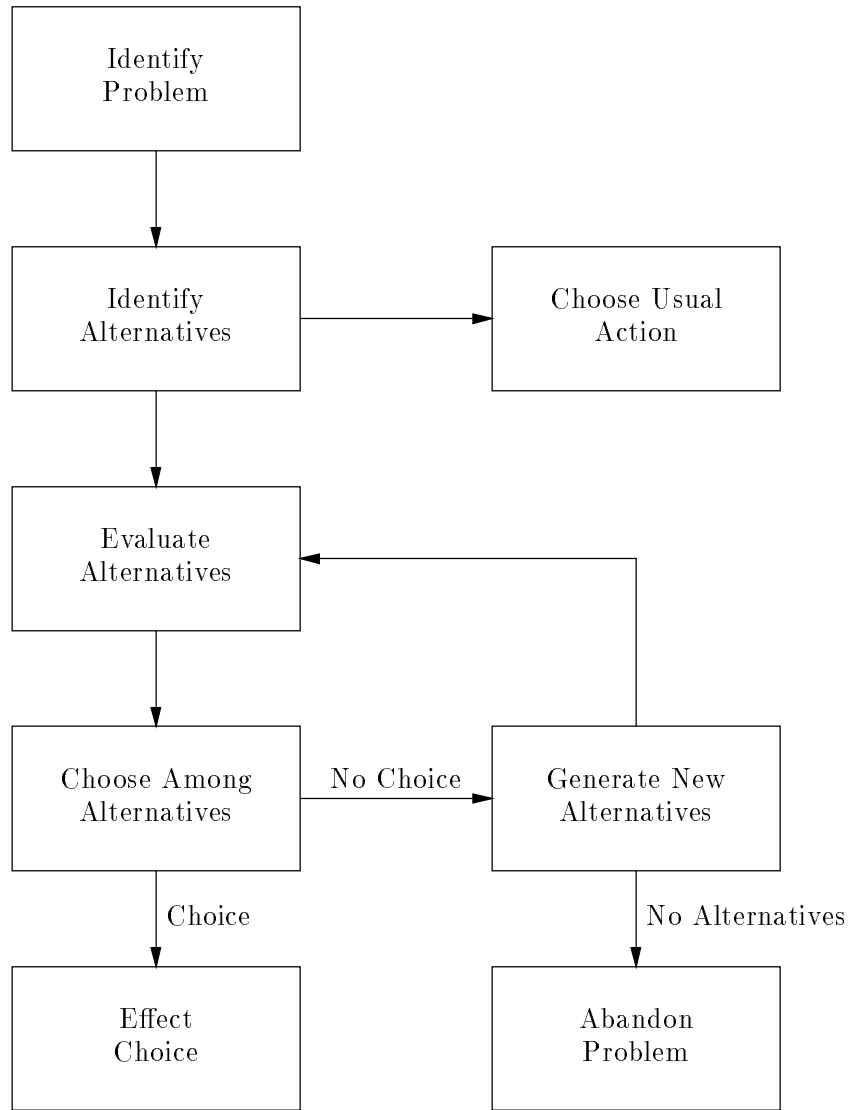 Identify
Problem
Identify
Alternatives
Choose Usual
Action
Evaluate
Alternatives
Choose Among
Alternatives
No Choice
Generate New
Alternatives
Choice
No Alternatives
Effect
Choice
Abandon
Problem